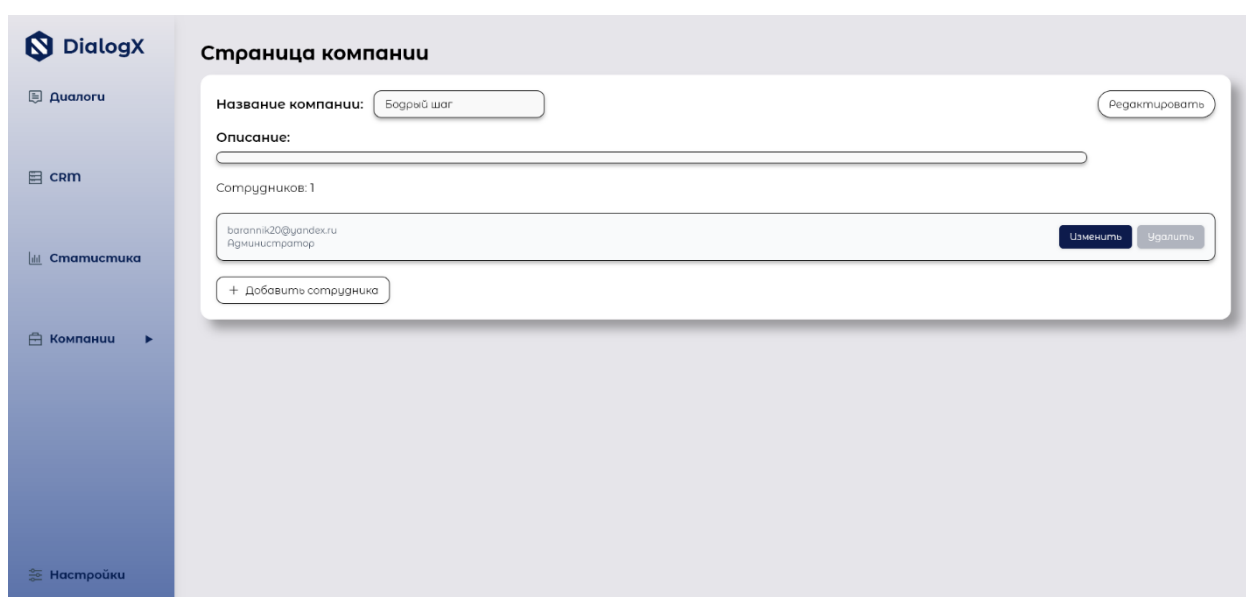 DialogX
Диалоги
CRM
Статистика
Компании
Настройки
Страница компании
Название компании: Бодрый шаг
Редактировать
Описание:
Сотрудников: 1
barannik20@yandex.ru
Администратор
Изменить Удалить
+ Добавить сотрудника